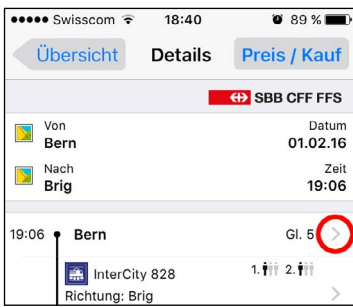 Swisscom 18:40 89 %
Übersicht Details Preis / Kauf
SBB CFF FFS
Von Datum
Bern 01.02.16
Nach Zeit
Brig 19:06
19:06 Bern Gl. 5
InterCity 828 1. 2.
Richtung: Brig